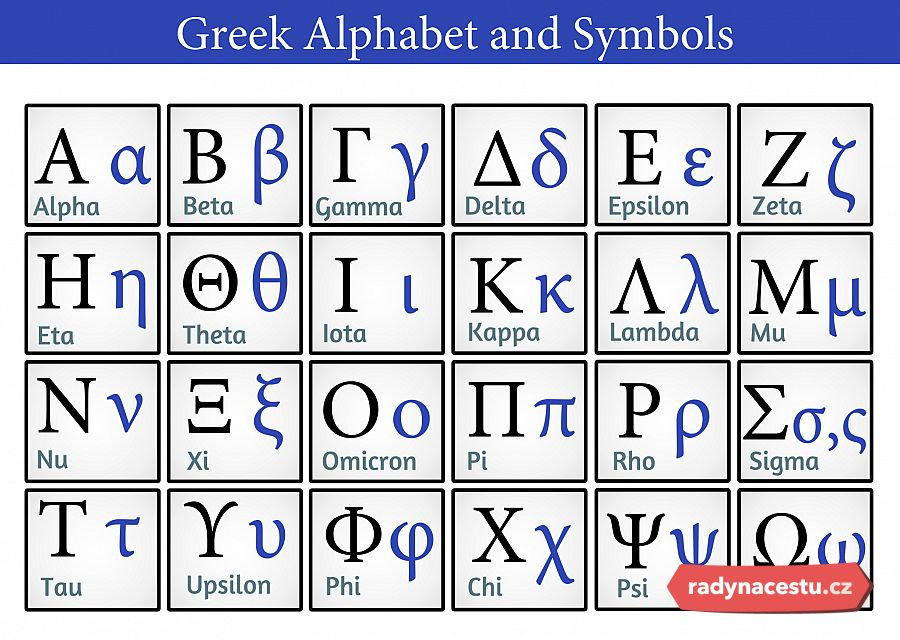 Greek Alphabet and Symbols
Α α Β β Γ γ Δ δ Ε ε Ζ ζ
Alpha Beta Gamma Delta Epsilon Zeta
Η η Θ θ Ι ι Κ κ Λ λ Μ μ
Eta Theta Iota Kappa Lambda Mu
Ν ν Ξ ξ Ο ο Π π Ρ ρ Σ σ,ς
Nu Xi Omicron Pi Rho Sigma
Τ τ ϒ υ Φ φ Χ χ Ψ ψ Ω ω
Tau Upsilon Phi Chi Psi
radynacestu.cz